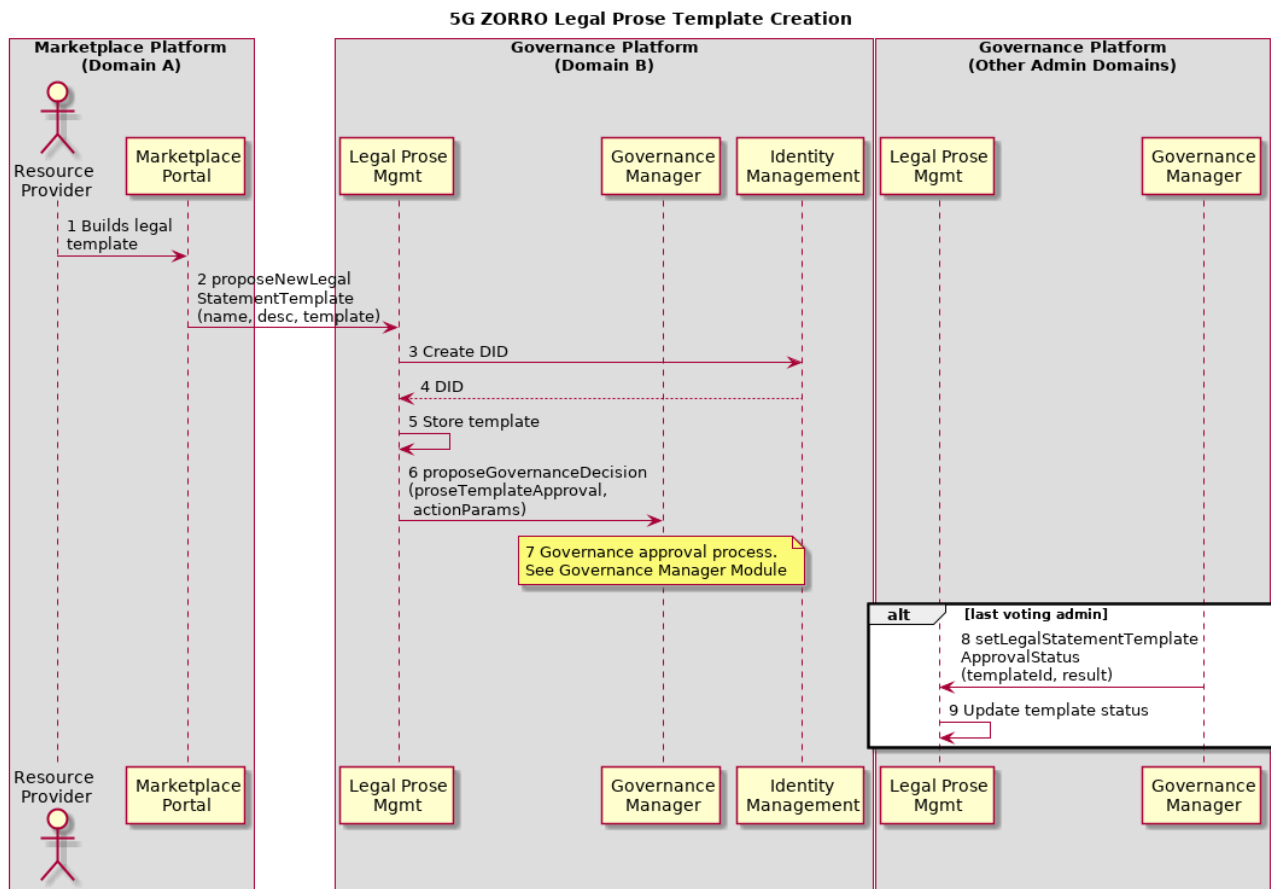 5G ZORRO Legal Prose Template Creation
Marketplace Platform
(Domain A)
Governance Platform
(Domain B)
Governance Platform
(Other Admin Domains)
Resource
Provider
Marketplace
Portal
Legal Prose
Mgmt
Governance
Manager
Identity
Management
Legal Prose
Mgmt
Governance
Manager
1 Builds legal
template
2 proposeNewLegal
StatementTemplate
(name, desc, template)
3 Create DID
4 DID
5 Store template
6 proposeGovernanceDecision
(proseTemplateApproval,
actionParams)
7 Governance approval process.
See Governance Manager Module
alt
[last voting admin]
8 setLegalStatementTemplate
ApprovalStatus
(templateId, result)
9 Update template status
Resource
Provider
Marketplace
Portal
Legal Prose
Mgmt
Governance
Manager
Identity
Management
Legal Prose
Mgmt
Governance
Manager